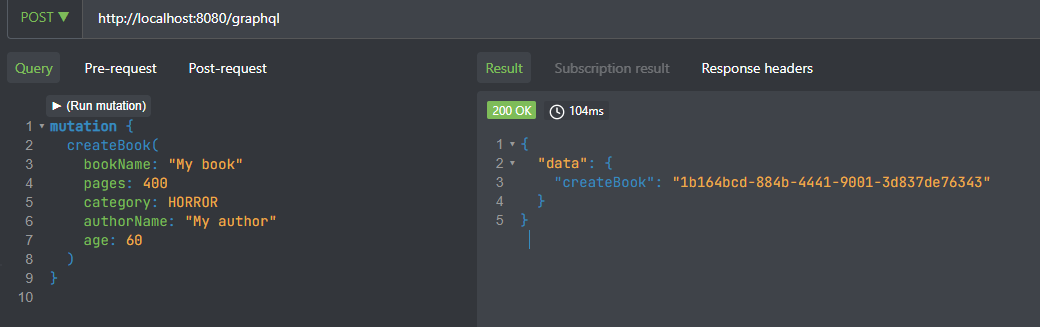 POST ▼ http://localhost:8080/graphql
Query Pre-request Post-request
▶ (Run mutation)
1 mutation {
2 createBook(
3 bookName: "My book"
4 pages: 400
5 category: HORROR
6 authorName: "My author"
7 age: 60
8 )
9 }
10
Result Subscription result Response headers
200 OK 104ms
1 {
2 "data": {
3 "createBook": "1b164bcd-884b-4441-9001-3d837de76343"
4 }
5 }